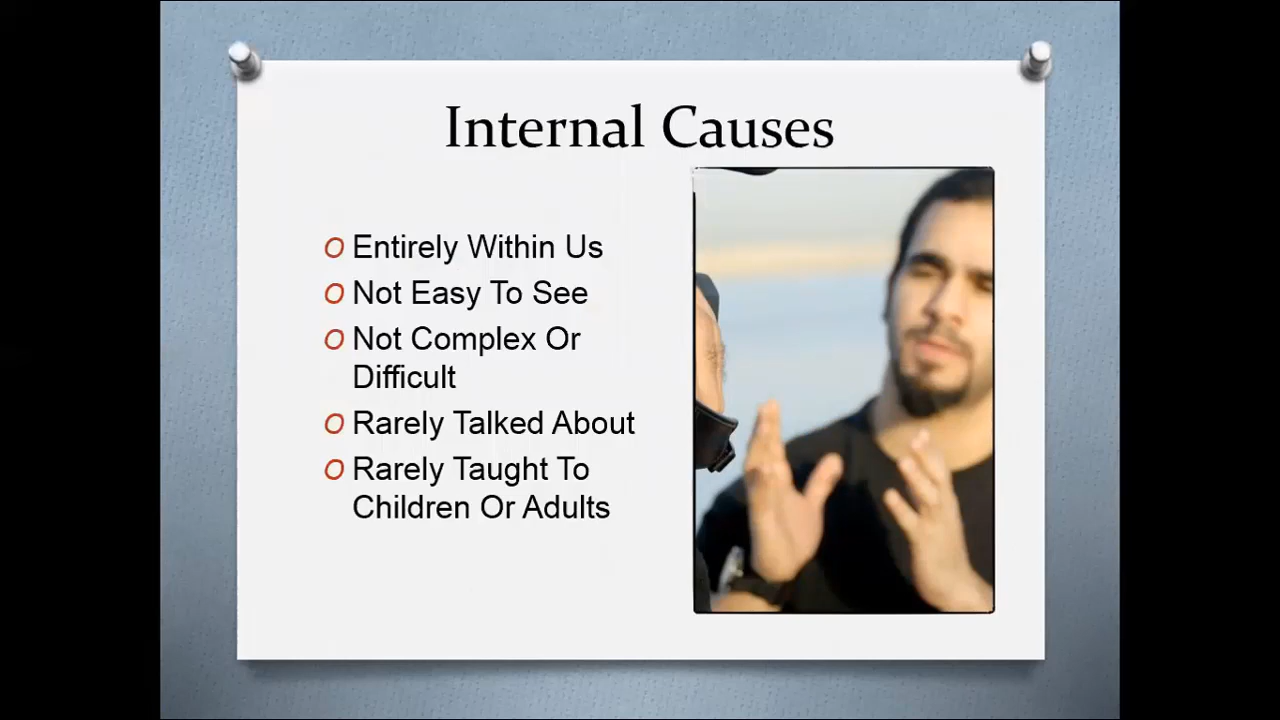 Internal Causes
Entirely Within Us
Not Easy To See
Not Complex Or
Difficult
Rarely Talked About
Rarely Taught To
Children Or Adults